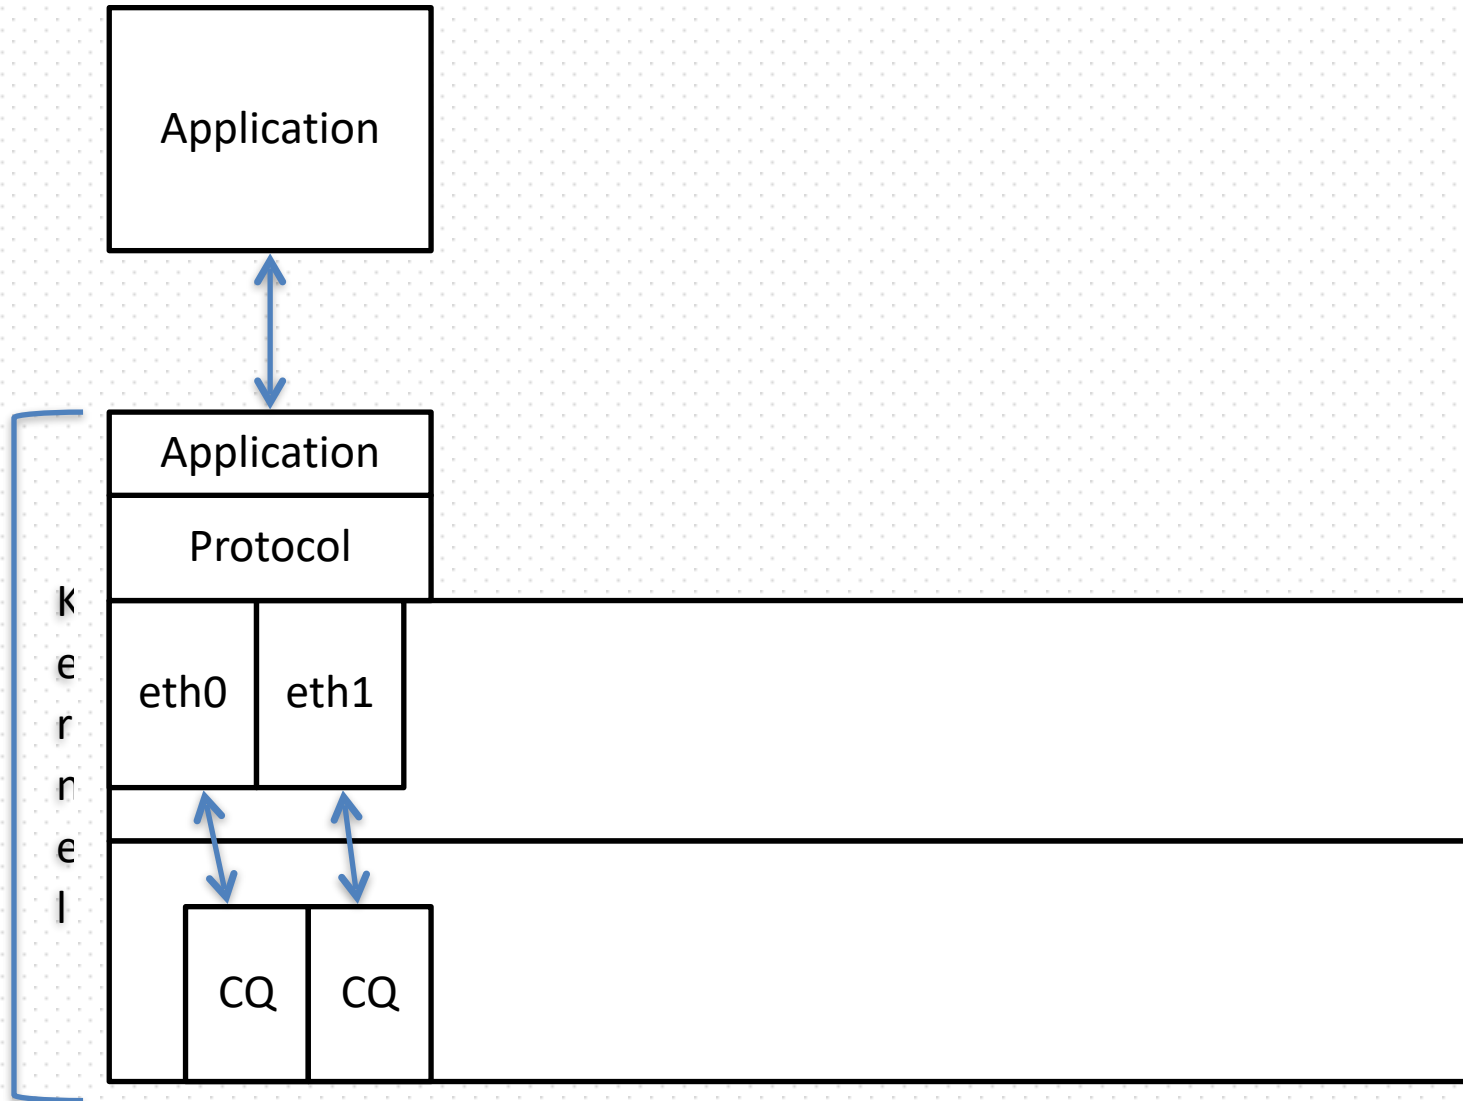 Application
Application
Protocol
K
e
r
n
e
l
eth0
eth1
CQ
CQ